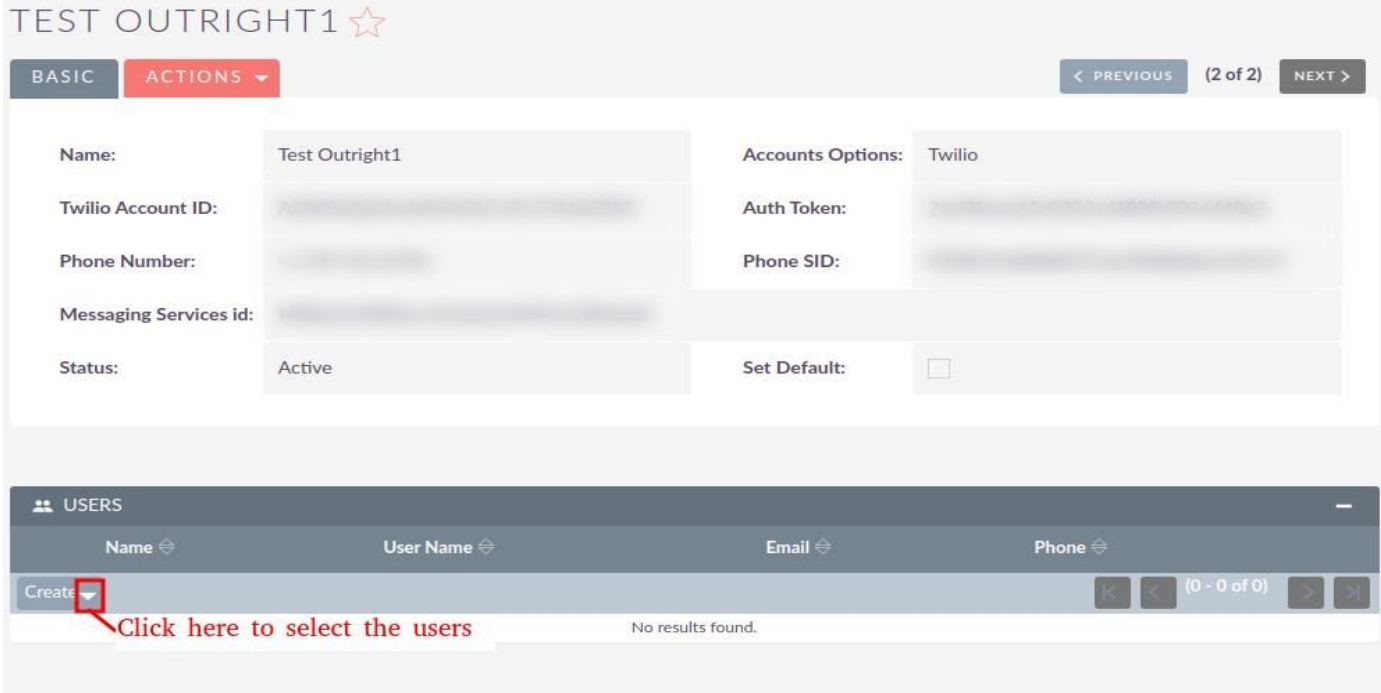 TEST OUTRIGHT1
BASIC ACTIONS PREVIOUS (2 of 2) NEXT
Name: Test Outright1 Accounts Options: Twilio
Twilio Account ID: Auth Token:
Phone Number: Phone SID:
Messaging Services id:
Status: Active Set Default:
USERS
Name User Name Email Phone
Create (0 - 0 of 0)
Click here to select the users No results found.